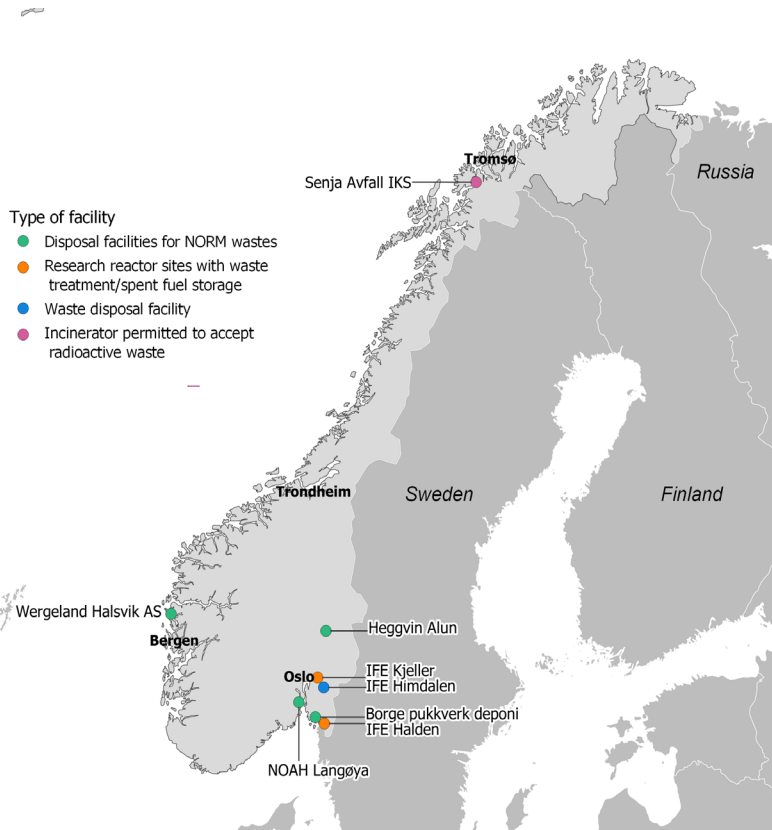 Tromsø
Senja Avfall IKS
Russia
Type of facility
Disposal facilities for NORM wastes
Research reactor sites with waste
treatment/spent fuel storage
Waste disposal facility
Incinerator permitted to accept
radioactive waste
Trondheim
Sweden
Finland
Wergeland Halsvik AS
Bergen
Heggvin Alun
Oslo
IFE Kjeller
IFE Himdalen
Borge pukkverk deponi
IFE Halden
NOAH Langøya